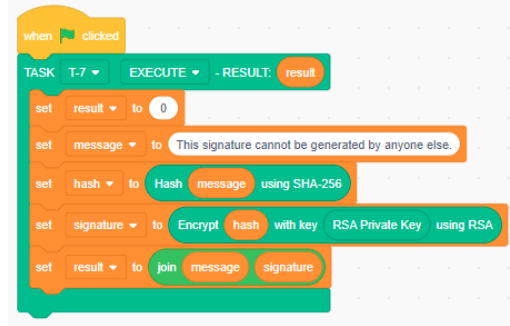 when clicked
TASK T-7 EXECUTE - RESULT: result
set result to 0
set message to This signature cannot be generated by anyone else.
set hash to Hash message using SHA-256
set signature to Encrypt hash with key RSA Private Key using RSA
set result to join message signature